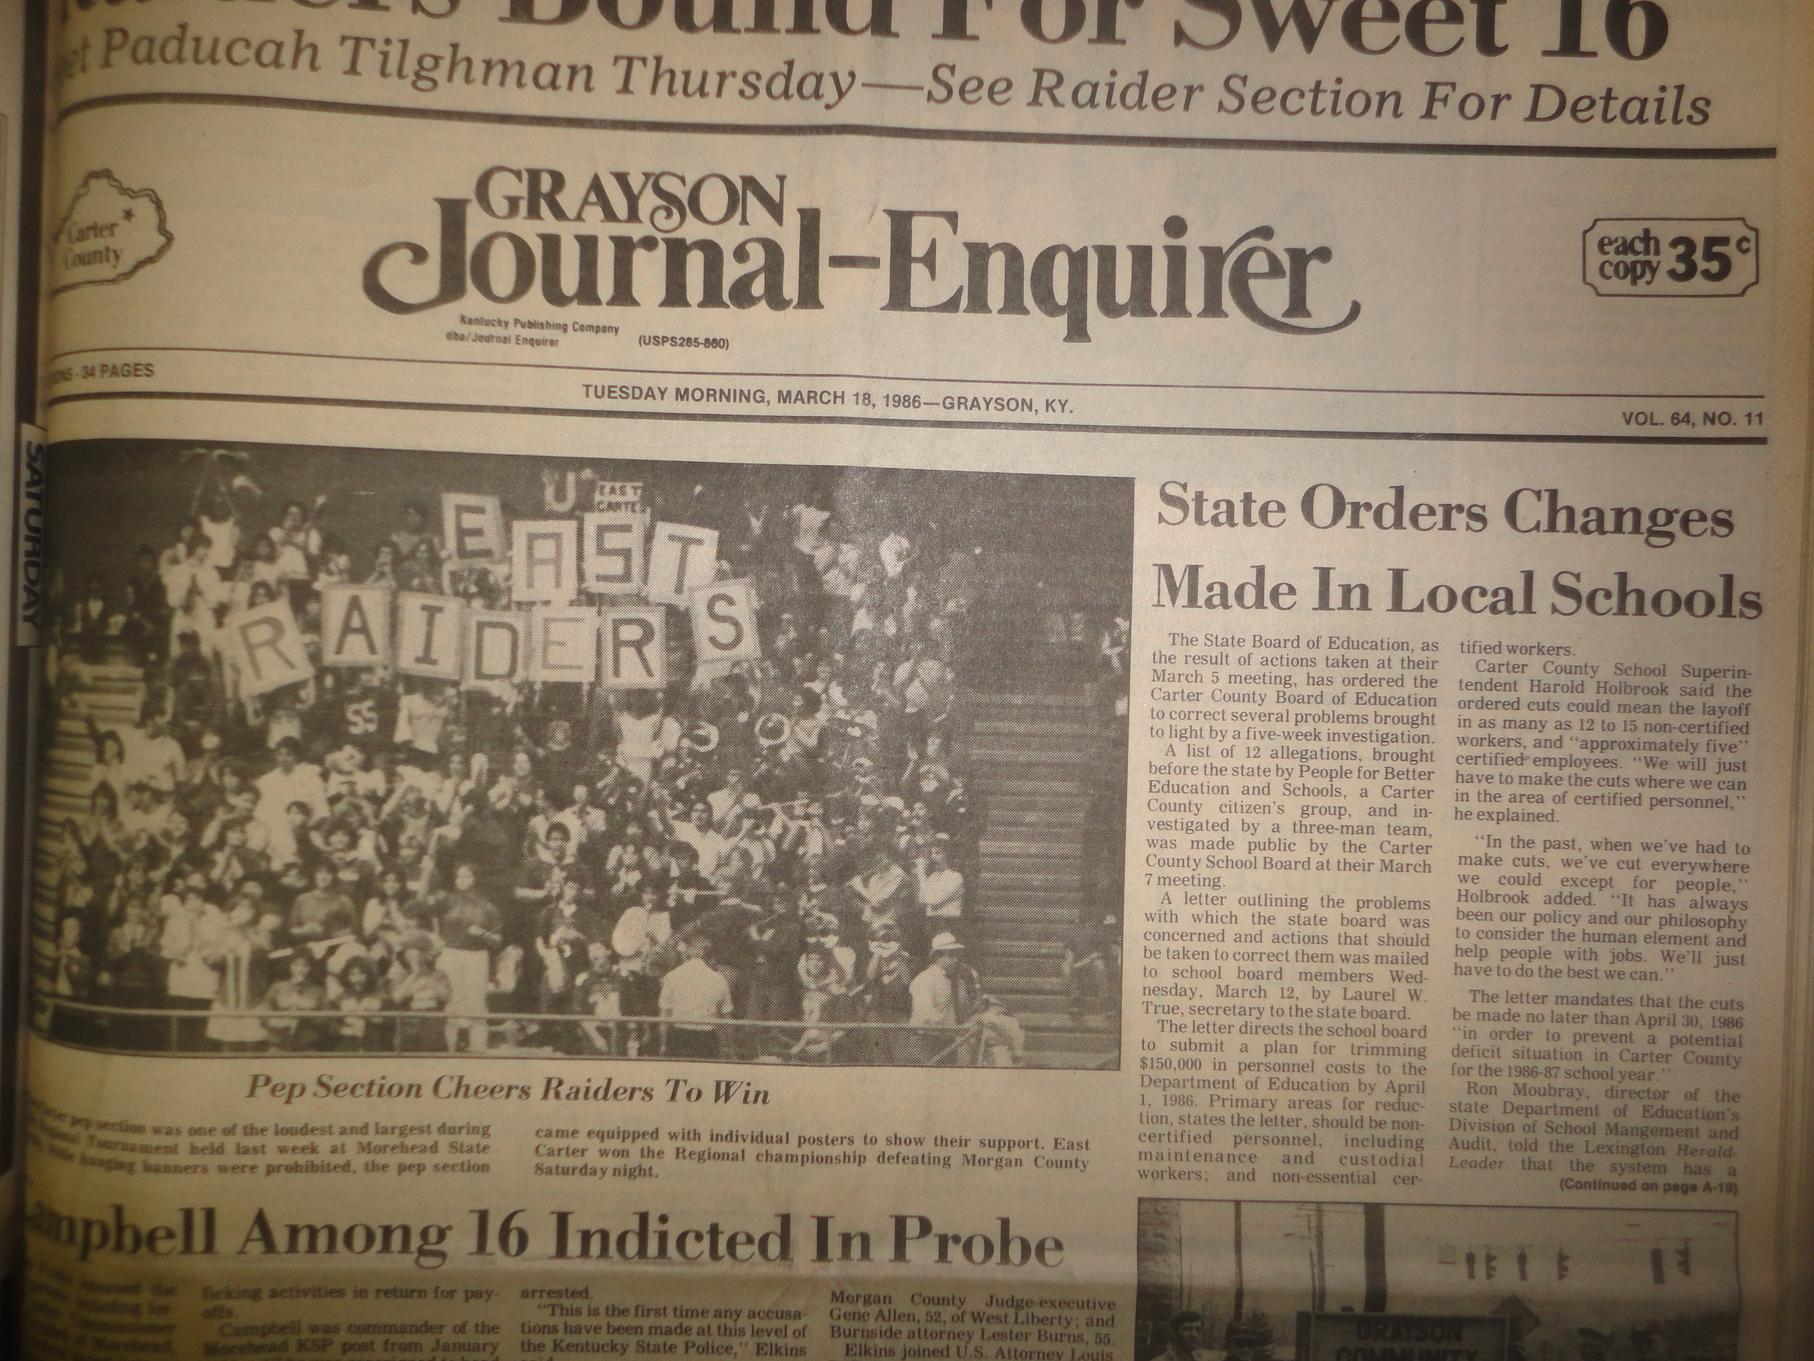 Bound For Sweet 16
Paducah Tilghman Thursday—See Raider Section For Details
Carter
County
GRAYSON
Journal-Enquirer
Kentucky Publishing Company
dba/Journal Enquirer
(USPS285-860)
each
copy 35c
34 PAGES
TUESDAY MORNING, MARCH 18, 1986—GRAYSON, KY.
VOL. 64, NO. 11
SATURDAY
U
EAST
CARTER
EAST
RAIDERS
Pep Section Cheers Raiders To Win
pep section was one of the loudest and largest during
Tournament held last week at Morehead State
hanging banners were prohibited, the pep section
came equipped with individual posters to show their support. East
Carter won the Regional championship defeating Morgan County
Saturday night.
State Orders Changes
Made In Local Schools
The State Board of Education, as
the result of actions taken at their
March 5 meeting, has ordered the
Carter County Board of Education
to correct several problems brought
to light by a five-week investigation.
A list of 12 allegations, brought
before the state by People for Better
Education and Schools, a Carter
County citizen's group, and in-
vestigated by a three-man team,
was made public by the Carter
County School Board at their March
7 meeting.
A letter outlining the problems
with which the state board was
concerned and actions that should
be taken to correct them was mailed
to school board members Wed-
nesday, March 12, by Laurel W.
True, secretary to the state board.
The letter directs the school board
to submit a plan for trimming
$150,000 in personnel costs to the
Department of Education by April
1, 1986. Primary areas for reduc-
tion, states the letter, should be non-
certified personnel, including
maintenance and custodial
workers; and non-essential cer-
tified workers.
Carter County School Superin-
tendent Harold Holbrook said the
ordered cuts could mean the layoff
in as many as 12 to 15 non-certified
workers, and "approximately five"
certified employees. "We will just
have to make the cuts where we can
in the area of certified personnel,"
he explained.
"In the past, when we've had to
make cuts, we've cut everywhere
we could except for people,"
Holbrook added. "It has always
been our policy and our philosophy
to consider the human element and
help people with jobs. We'll just
have to do the best we can."
The letter mandates that the cuts
be made no later than April 30, 1986
"in order to prevent a potential
deficit situation in Carter County
for the 1986-87 school year."
Ron Moubray, director of the
state Department of Education's
Division of School Mangement and
Audit, told the Lexington Herald-
Leader that the system has a
(Continued on page A-19)
Campbell Among 16 Indicted In Probe
ficking activities in return for pay-
offs.
Campbell was commander of the
Morehead KSP post from January
arrested.
"This is the first time any accusa-
tions have been made at this level of
the Kentucky State Police," Elkins
Morgan County Judge-executive
Gene Allen, 52, of West Liberty; and
Burnside attorney Lester Burns, 55.
Elkins joined U.S. Attorney Louis
GRAYSON
COMMUNITY